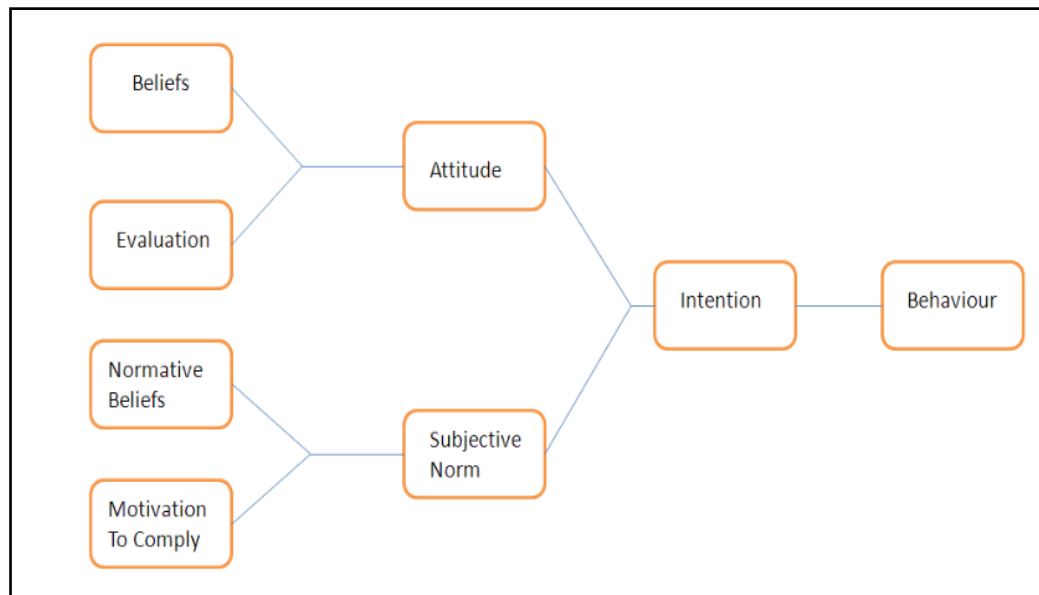 Beliefs
Evaluation
Attitude
Normative
Beliefs
Motivation
To Comply
Subjective
Norm
Intention
Behaviour